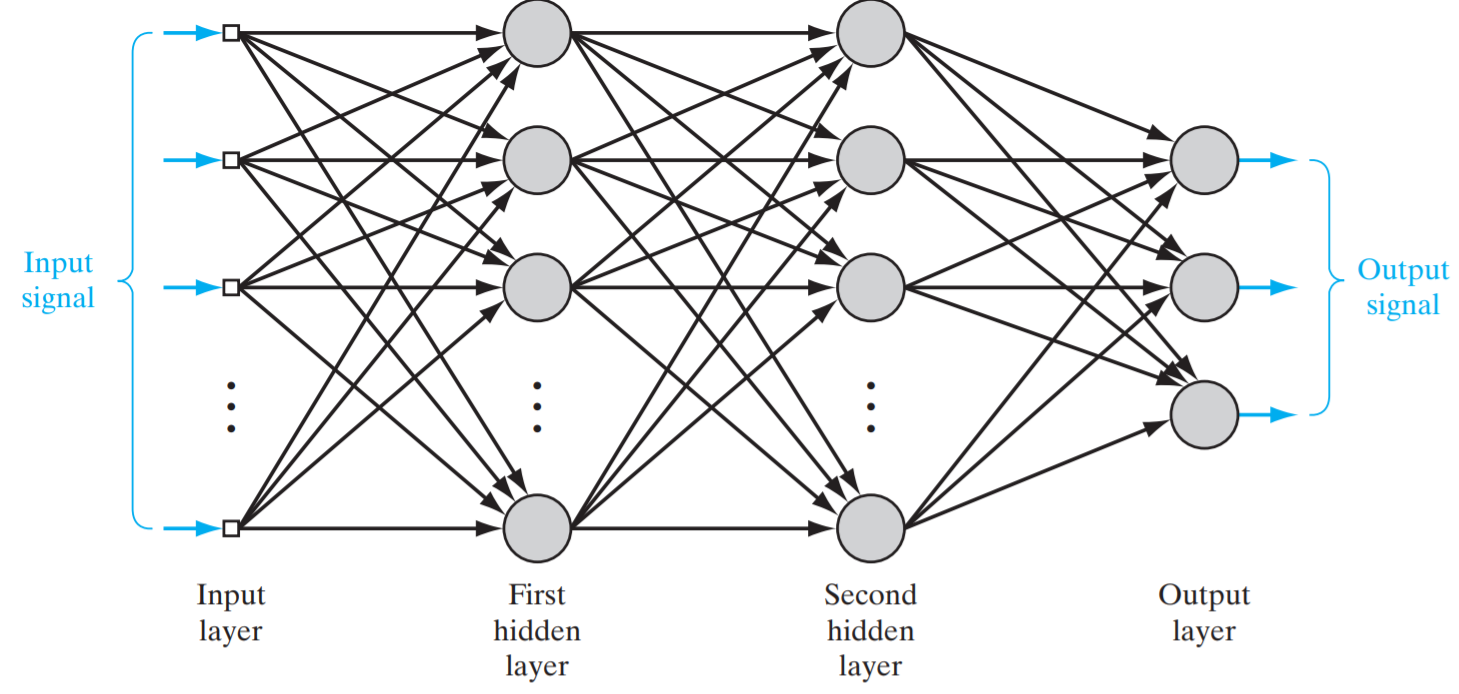 Input
signal
Output
signal
Input
layer
First
hidden
layer
Second
hidden
layer
Output
layer